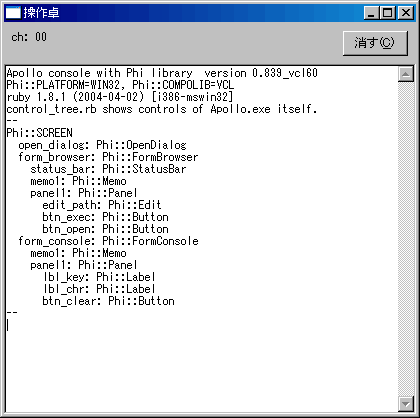 操作卓
ch: 00
消す(C)
Apollo console with Phi library  version 0.839_vcl60
Phi::PLATFORM=WIN32, Phi::COMPOLIB=VCL
ruby 1.8.1 (2004-04-02) [i386-mswin32]
control_tree.rb shows controls of Apollo.exe itself.
--
Phi::SCREEN
  open_dialog: Phi::OpenDialog
  form_browser: Phi::FormBrowser
    status_bar: Phi::StatusBar
    memo1: Phi::Memo
    panel1: Phi::Panel
      edit_path: Phi::Edit
      btn_exec: Phi::Button
      btn_open: Phi::Button
  form_console: Phi::FormConsole
    memo1: Phi::Memo
    panel1: Phi::Panel
      lbl_key: Phi::Label
      lbl_chr: Phi::Label
      btn_clear: Phi::Button
--